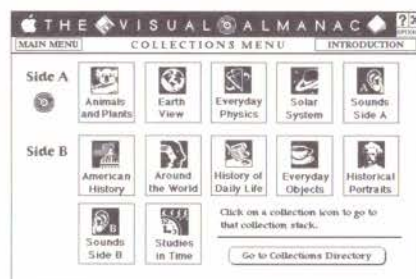 THE VISUAL ALMANAC
MAIN MENU COLLECTIONS MENU INTRODUCTION
Side A
Animals and Plants
Earth View
Everyday Physics
Solar System
A
Sounds Side A
Side B
American History
Around the World
History of Daily Life
Everyday Objects
Historical Portraits
B
Sounds Side B
Studies in Time
Click on a collection icon to go to
that collection stack.
Go to Collections Directory